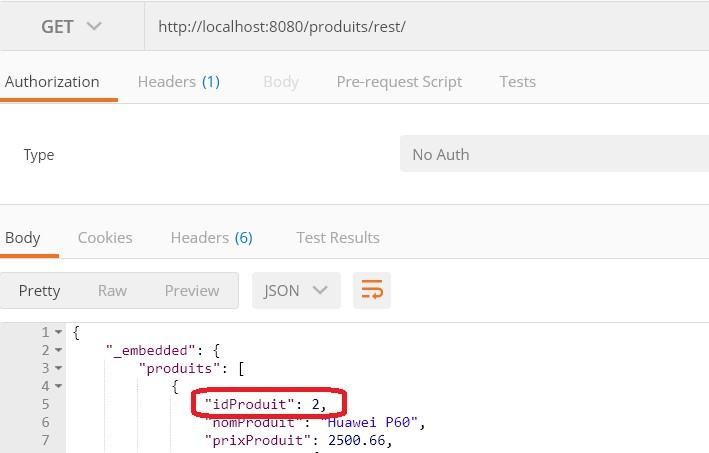 GET http://localhost:8080/produits/rest/
Authorization Headers (1) Body Pre-request Script Tests
Type No Auth
Body Cookies Headers (6) Test Results
Pretty Raw Preview JSON
1 {
2 "_embedded": {
3 "produits": [
4 {
5 "idProduit": 2,
6 "nomProduit": "Huawei P60",
7 "prixProduit": 2500.66,